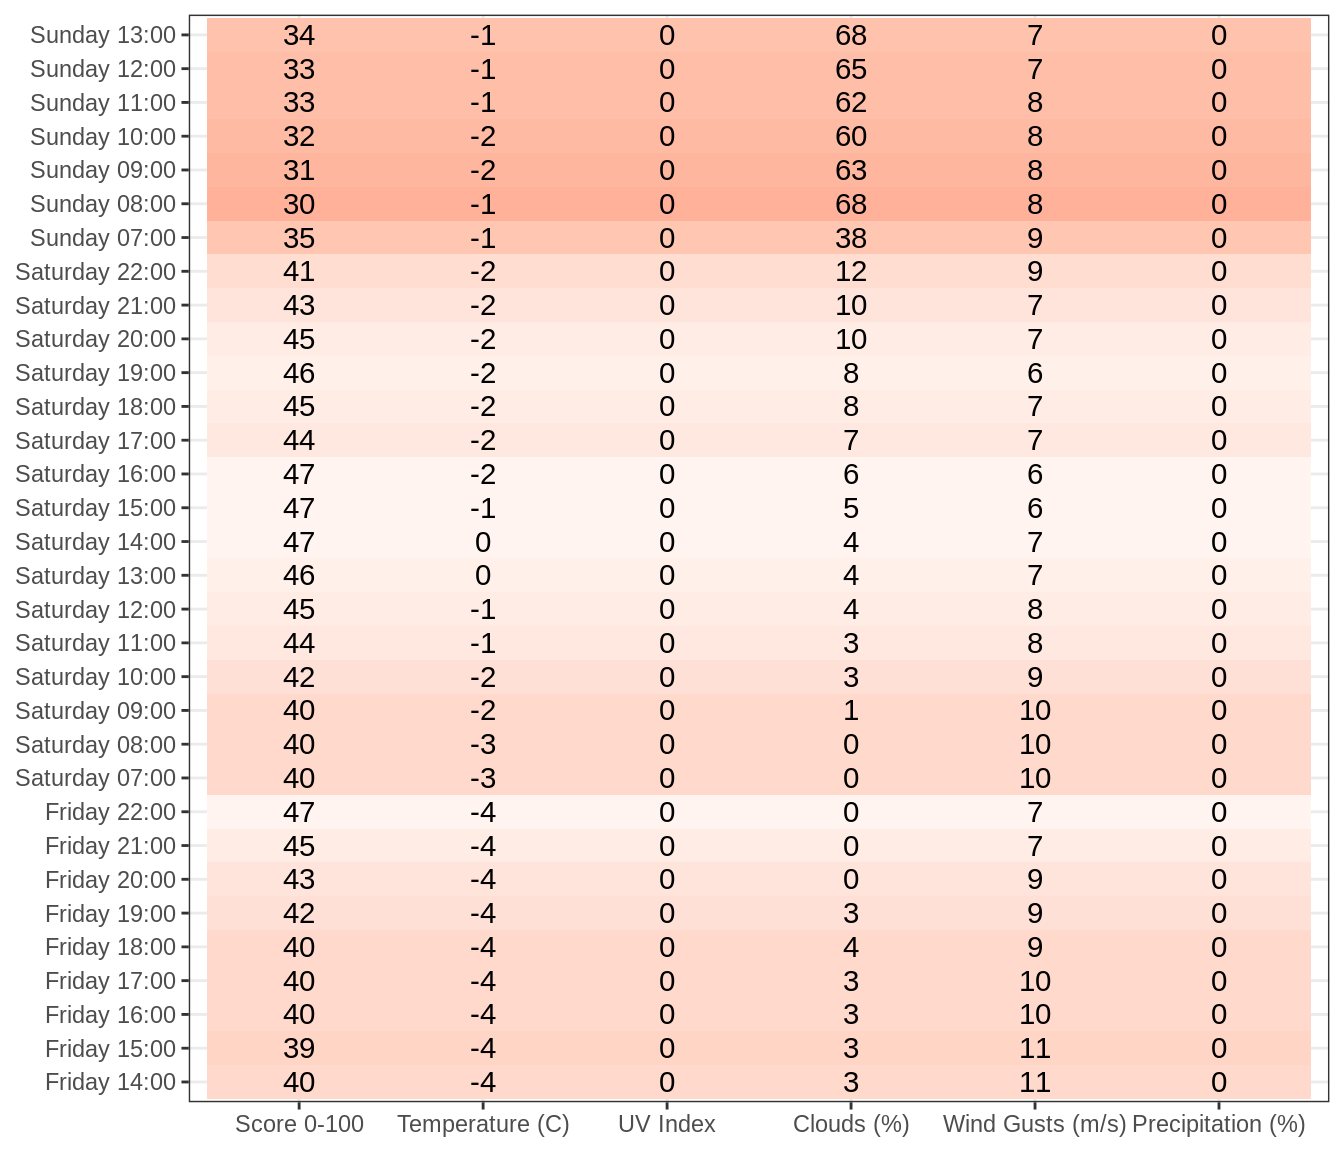 Sunday 13:00 34 -1 0 68 7 0
Sunday 12:00 33 -1 0 65 7 0
Sunday 11:00 33 -1 0 62 8 0
Sunday 10:00 32 -2 0 60 8 0
Sunday 09:00 31 -2 0 63 8 0
Sunday 08:00 30 -1 0 68 8 0
Sunday 07:00 35 -1 0 38 9 0
Saturday 22:00 41 -2 0 12 9 0
Saturday 21:00 43 -2 0 10 7 0
Saturday 20:00 45 -2 0 10 7 0
Saturday 19:00 46 -2 0 8 6 0
Saturday 18:00 45 -2 0 8 7 0
Saturday 17:00 44 -2 0 7 7 0
Saturday 16:00 47 -2 0 6 6 0
Saturday 15:00 47 -1 0 5 6 0
Saturday 14:00 47 0 0 4 7 0
Saturday 13:00 46 0 0 4 7 0
Saturday 12:00 45 -1 0 4 8 0
Saturday 11:00 44 -1 0 3 8 0
Saturday 10:00 42 -2 0 3 9 0
Saturday 09:00 40 -2 0 1 10 0
Saturday 08:00 40 -3 0 0 10 0
Saturday 07:00 40 -3 0 0 10 0
Friday 22:00 47 -4 0 0 7 0
Friday 21:00 45 -4 0 0 7 0
Friday 20:00 43 -4 0 0 9 0
Friday 19:00 42 -4 0 3 9 0
Friday 18:00 40 -4 0 4 9 0
Friday 17:00 40 -4 0 3 10 0
Friday 16:00 40 -4 0 3 10 0
Friday 15:00 39 -4 0 3 11 0
Friday 14:00 40 -4 0 3 11 0
Score 0-100 Temperature (C) UV Index Clouds (%) Wind Gusts (m/s) Precipitation (%)